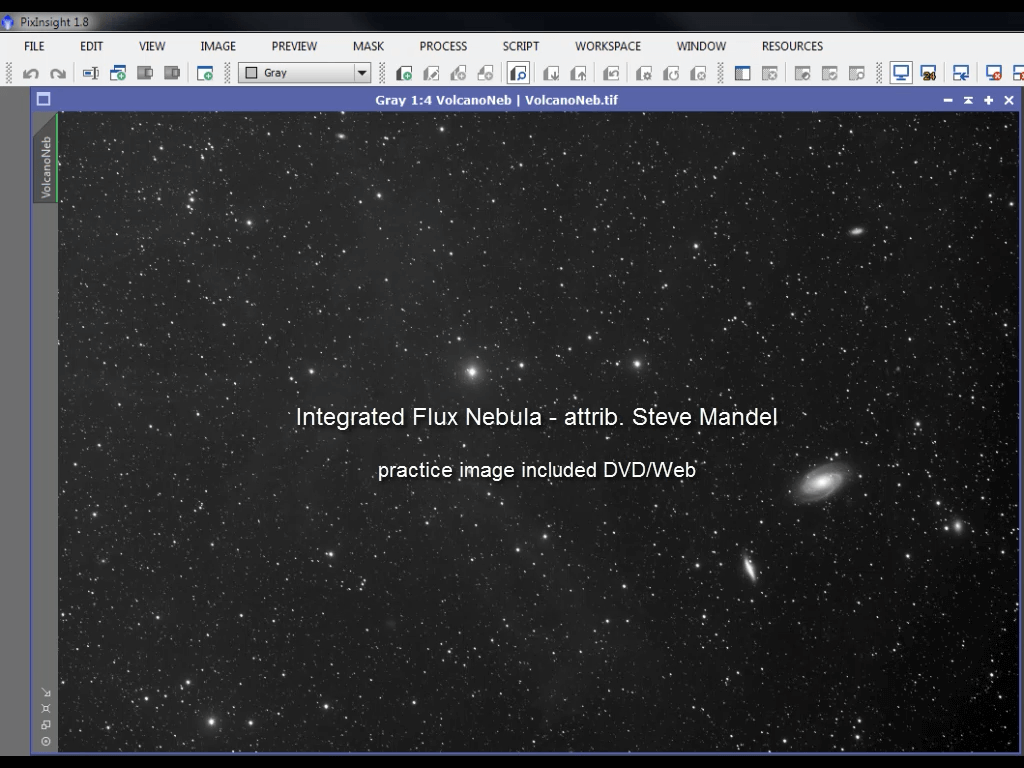 PixInsight 1.8
FILE EDIT VIEW IMAGE PREVIEW MASK PROCESS SCRIPT WORKSPACE WINDOW RESOURCES
Gray
Gray 1:4 VolcanoNeb | VolcanoNeb.tif
VolcanoNeb
Integrated Flux Nebula - attrib. Steve Mandel
practice image included DVD/Web